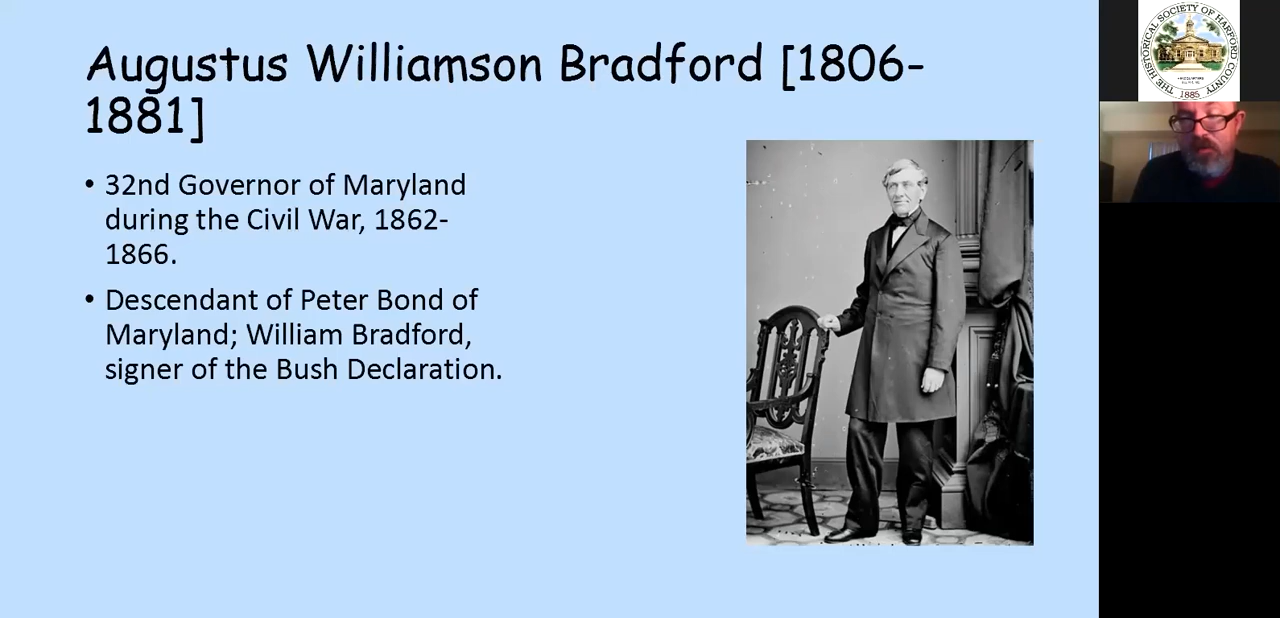 Augustus Williamson Bradford [1806-
1881]
• 32nd Governor of Maryland
during the Civil War, 1862-
1866.
• Descendant of Peter Bond of
Maryland; William Bradford,
signer of the Bush Declaration.
THE HISTORICAL SOCIETY OF HARFORD COUNTY
1885